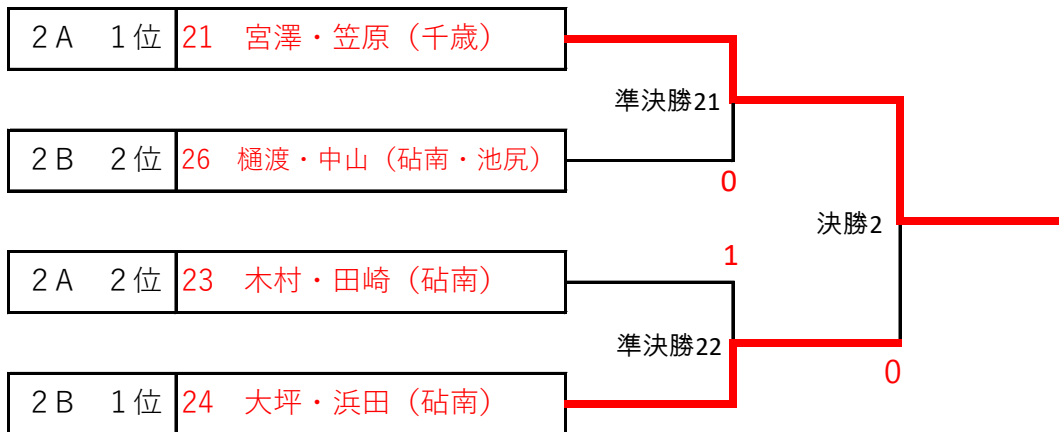 ２Ａ　１位 21　宮澤・笠原（千歳）
準決勝21
２Ｂ　２位 26　樋渡・中山（砧南・池尻）
0
決勝2
1
２Ａ　２位 23　木村・田崎（砧南）
準決勝22
0
２Ｂ　１位 24　大坪・浜田（砧南）